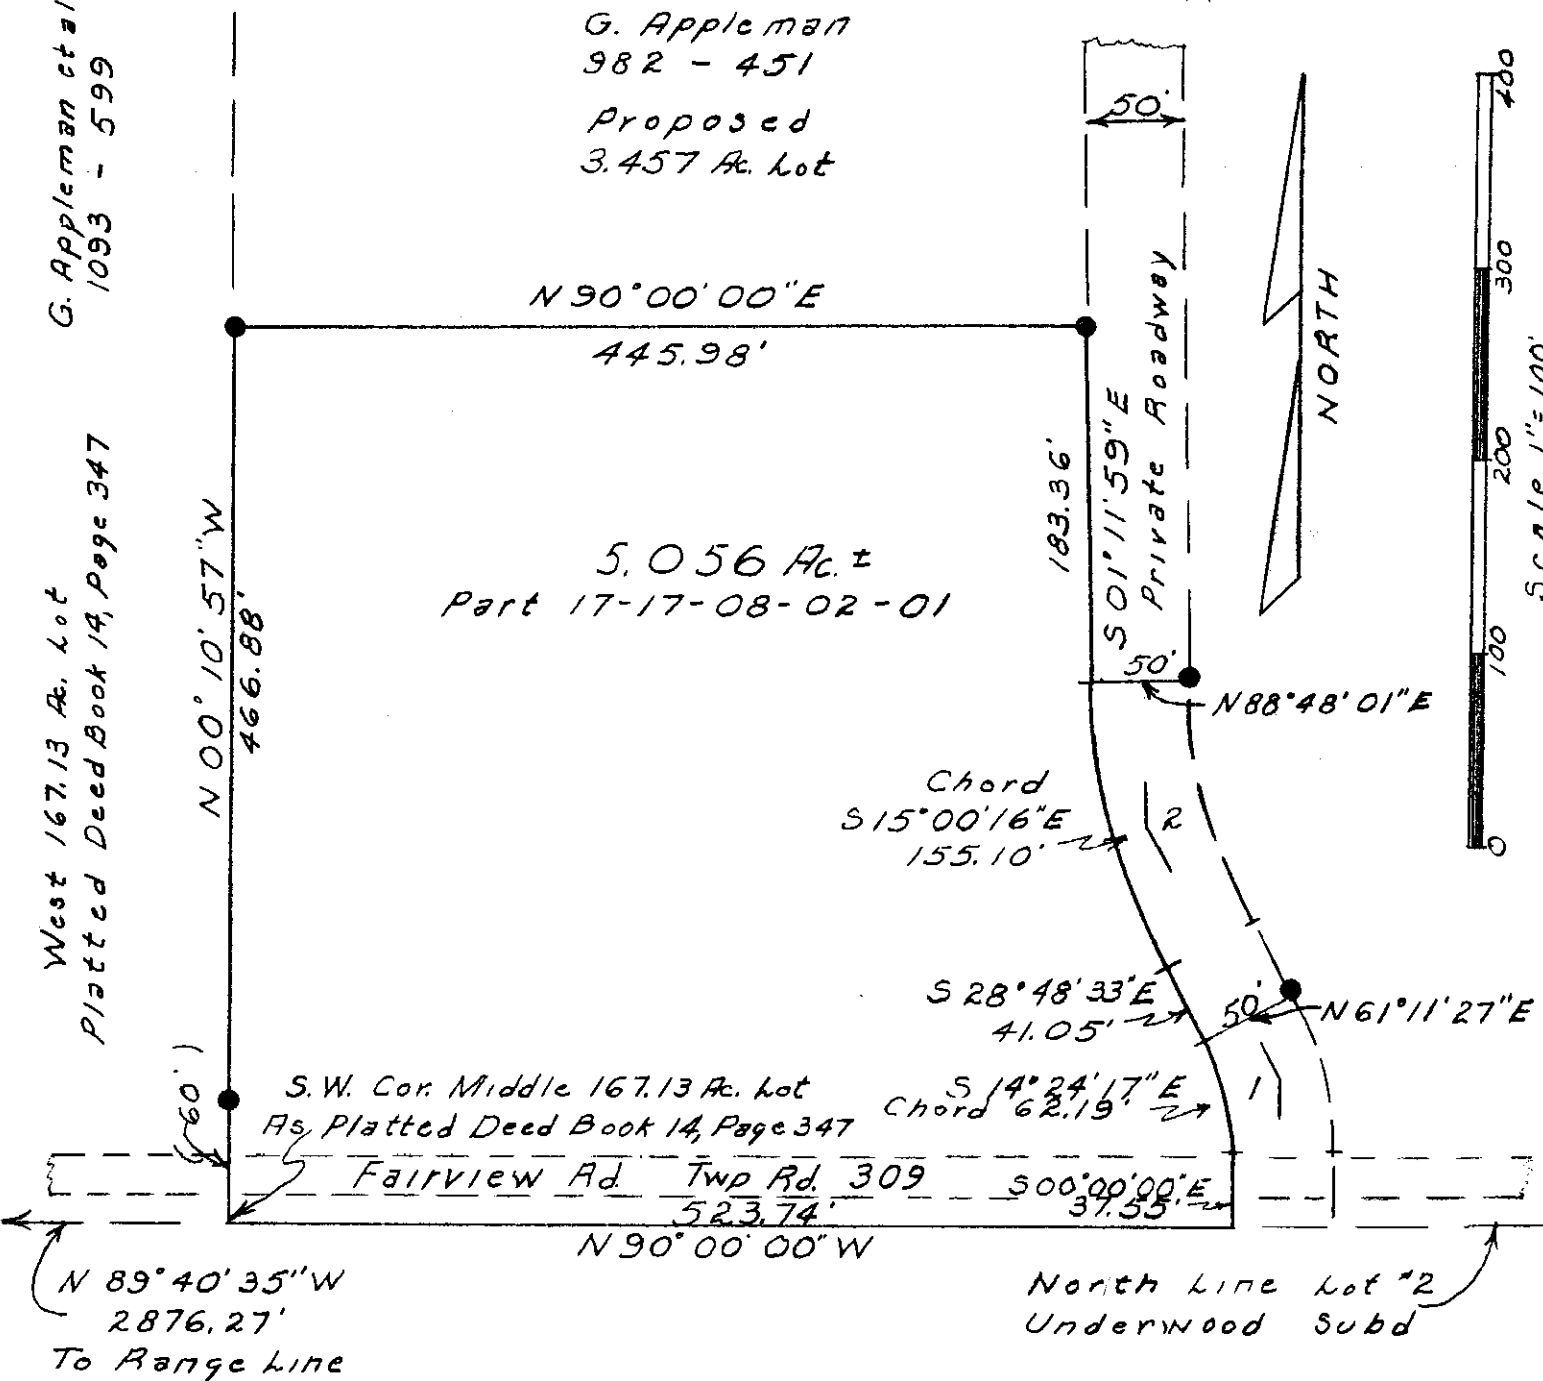 G. Appleman
982 - 451
Proposed
3.457 Ac. Lot
G. Appleman etal
1093 - 599
50'
400
300
200
100
0
Scale 1"=100'
NORTH
N 90°00'00"E
445.98'
S 01°11'59"E
Private Roadway
183.36'
West 167.13 Ac. Lot
Platted Deed Book 14, Page 347
N 00°10'57"W
466.88'
5.056 Ac.±
Part 17-17-08-02-01
50'
N88°48'01"E
Chord
S 15°00'16"E
155.10'
2
S 28°48'33"E
41.05'
50'
N61°11'27"E
S 14°24'17"E
Chord 62.19'
1
(60')
S.W. Cor. Middle 167.13 Ac. Lot
As Platted Deed Book 14, Page 347
Fairview Rd. Twp Rd. 309
S00°00'00"E
37.55'
523.74'
N 90°00'00"W
N 89°40'35"W
2876.27'
To Range Line
North Line Lot #2
Underwood Subd